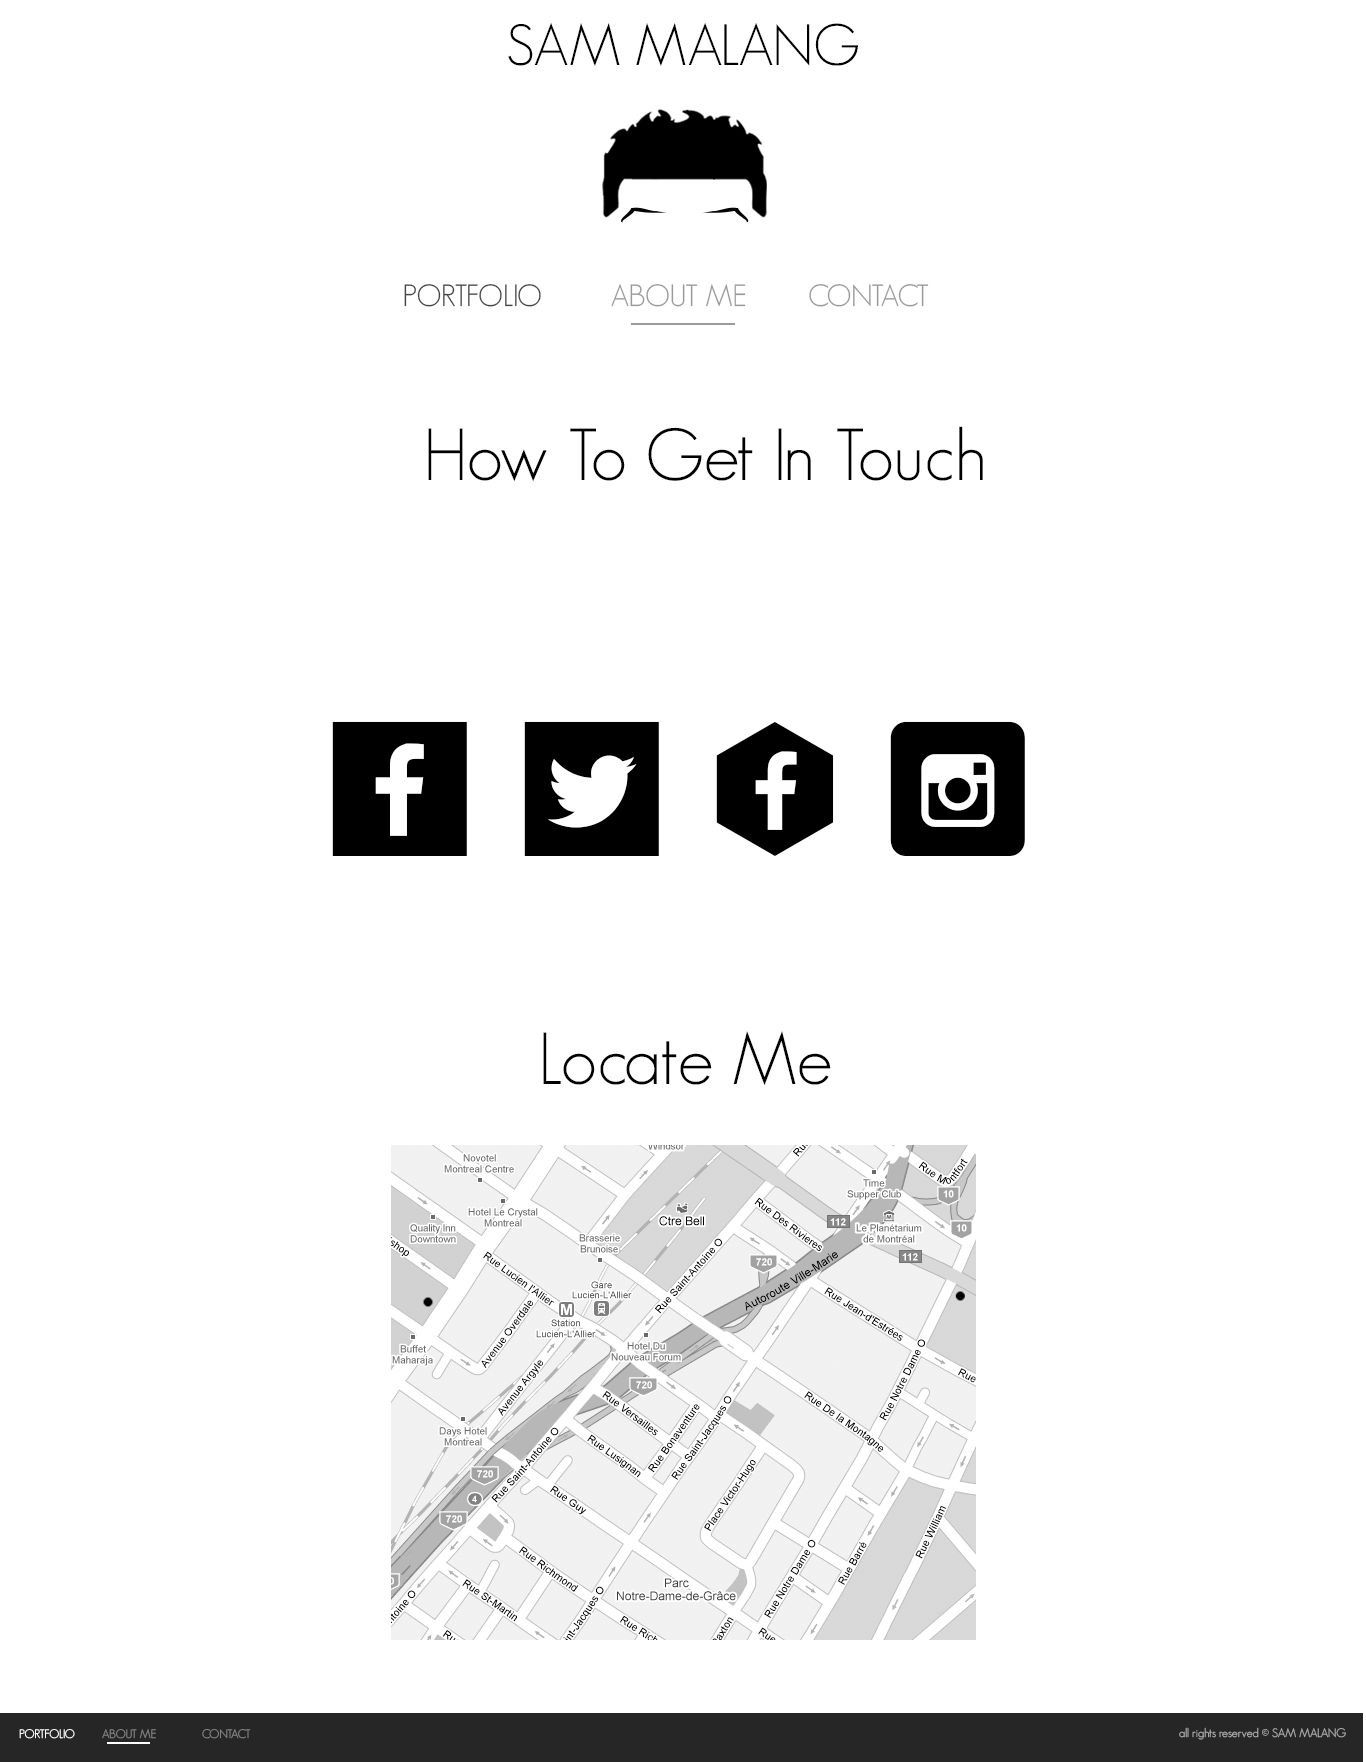 SAM MALANG
PORTFOLIO
ABOUT ME
CONTACT
How To Get In Touch
Locate Me
Windsor
Novotel
Montreal Centre
Rue Montfort
Time
Supper Club
10
Hotel Le Crystal
Montreal
Ctre Bell
Rue Des Rivieres
112
Le Planétarium
de Montréal
10
Quality Inn
Downtown
Brasserie
Brunoise
Rue Saint-Antoine O
720
112
Rue Lucien l'Allier
Gare
Lucien-L'Allier
Autoroute Ville-Marie
M
Station
Lucien-L'Allier
Rue Jean-d'Estrées
Avenue Overdale
Buffet
Maharaja
Hotel Du
Nouveau Forum
Avenue Argyle
720
Rue Notre Dame O
Rue
Rue Versailles
Rue Bonaventure
Rue Saint-Jacques O
Rue De la Montagne
Days Hotel
Montreal
Rue Saint-Antoine O
Rue Lusignan
720
Place Victor-Hugo
4
Rue Guy
720
Rue William
Rue Richmond
Rue Notre Dame O
Rue Barré
Parc
Notre-Dame-de-Grâce
Rue St-Martin
PORTFOLIO
ABOUT ME
CONTACT
all rights reserved © SAM MALANG